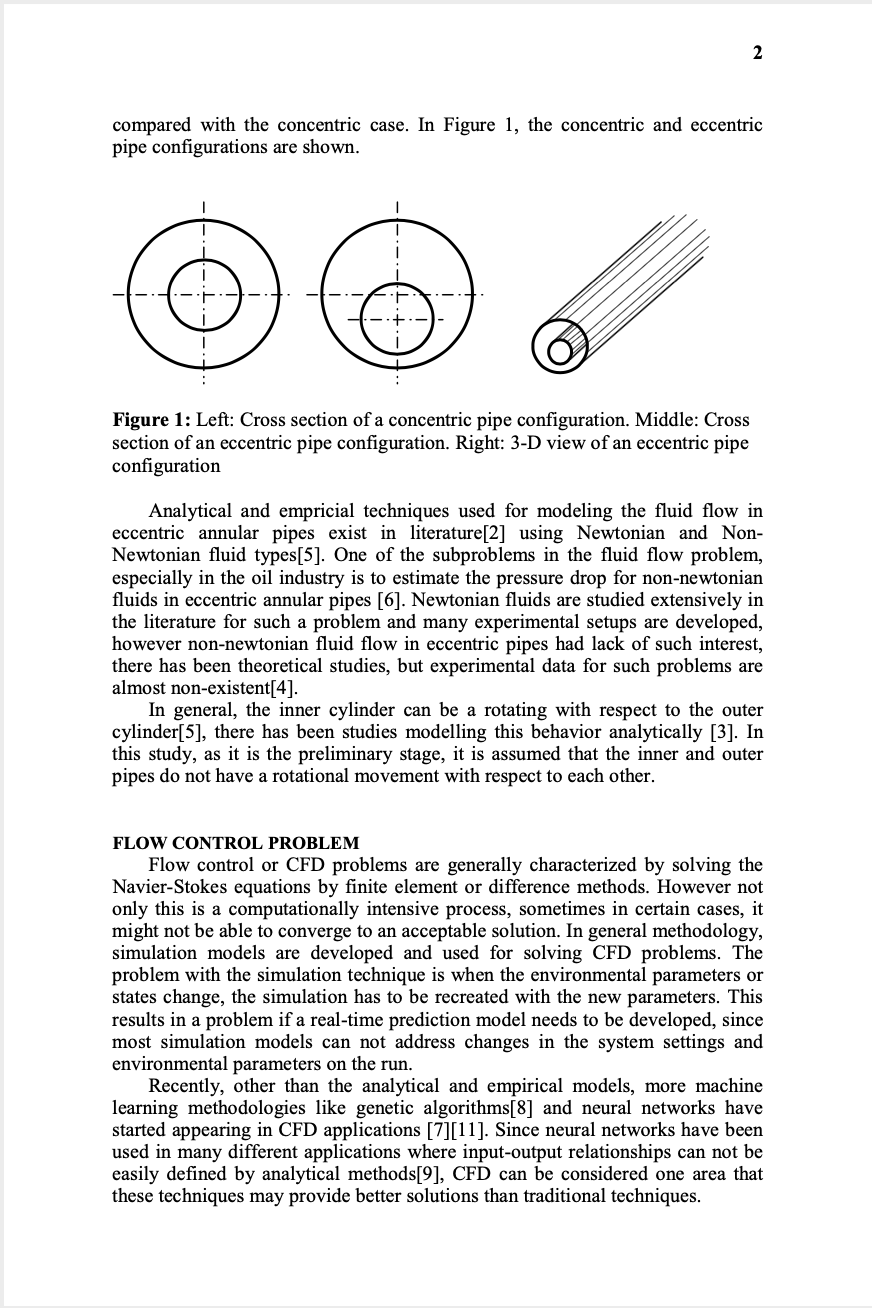 2
compared with the concentric case. In Figure 1, the concentric and eccentric
pipe configurations are shown.
Figure 1: Left: Cross section of a concentric pipe configuration. Middle: Cross
section of an eccentric pipe configuration. Right: 3-D view of an eccentric pipe
configuration
Analytical and empricial techniques used for modeling the fluid flow in
eccentric annular pipes exist in literature[2] using Newtonian and Non-
Newtonian fluid types[5]. One of the subproblems in the fluid flow problem,
especially in the oil industry is to estimate the pressure drop for non-newtonian
fluids in eccentric annular pipes [6]. Newtonian fluids are studied extensively in
the literature for such a problem and many experimental setups are developed,
however non-newtonian fluid flow in eccentric pipes had lack of such interest,
there has been theoretical studies, but experimental data for such problems are
almost non-existent[4].
In general, the inner cylinder can be a rotating with respect to the outer
cylinder[5], there has been studies modelling this behavior analytically [3]. In
this study, as it is the preliminary stage, it is assumed that the inner and outer
pipes do not have a rotational movement with respect to each other.
FLOW CONTROL PROBLEM
Flow control or CFD problems are generally characterized by solving the
Navier-Stokes equations by finite element or difference methods. However not
only this is a computationally intensive process, sometimes in certain cases, it
might not be able to converge to an acceptable solution. In general methodology,
simulation models are developed and used for solving CFD problems. The
problem with the simulation technique is when the environmental parameters or
states change, the simulation has to be recreated with the new parameters. This
results in a problem if a real-time prediction model needs to be developed, since
most simulation models can not address changes in the system settings and
environmental parameters on the run.
Recently, other than the analytical and empirical models, more machine
learning methodologies like genetic algorithms[8] and neural networks have
started appearing in CFD applications [7][11]. Since neural networks have been
used in many different applications where input-output relationships can not be
easily defined by analytical methods[9], CFD can be considered one area that
these techniques may provide better solutions than traditional techniques.